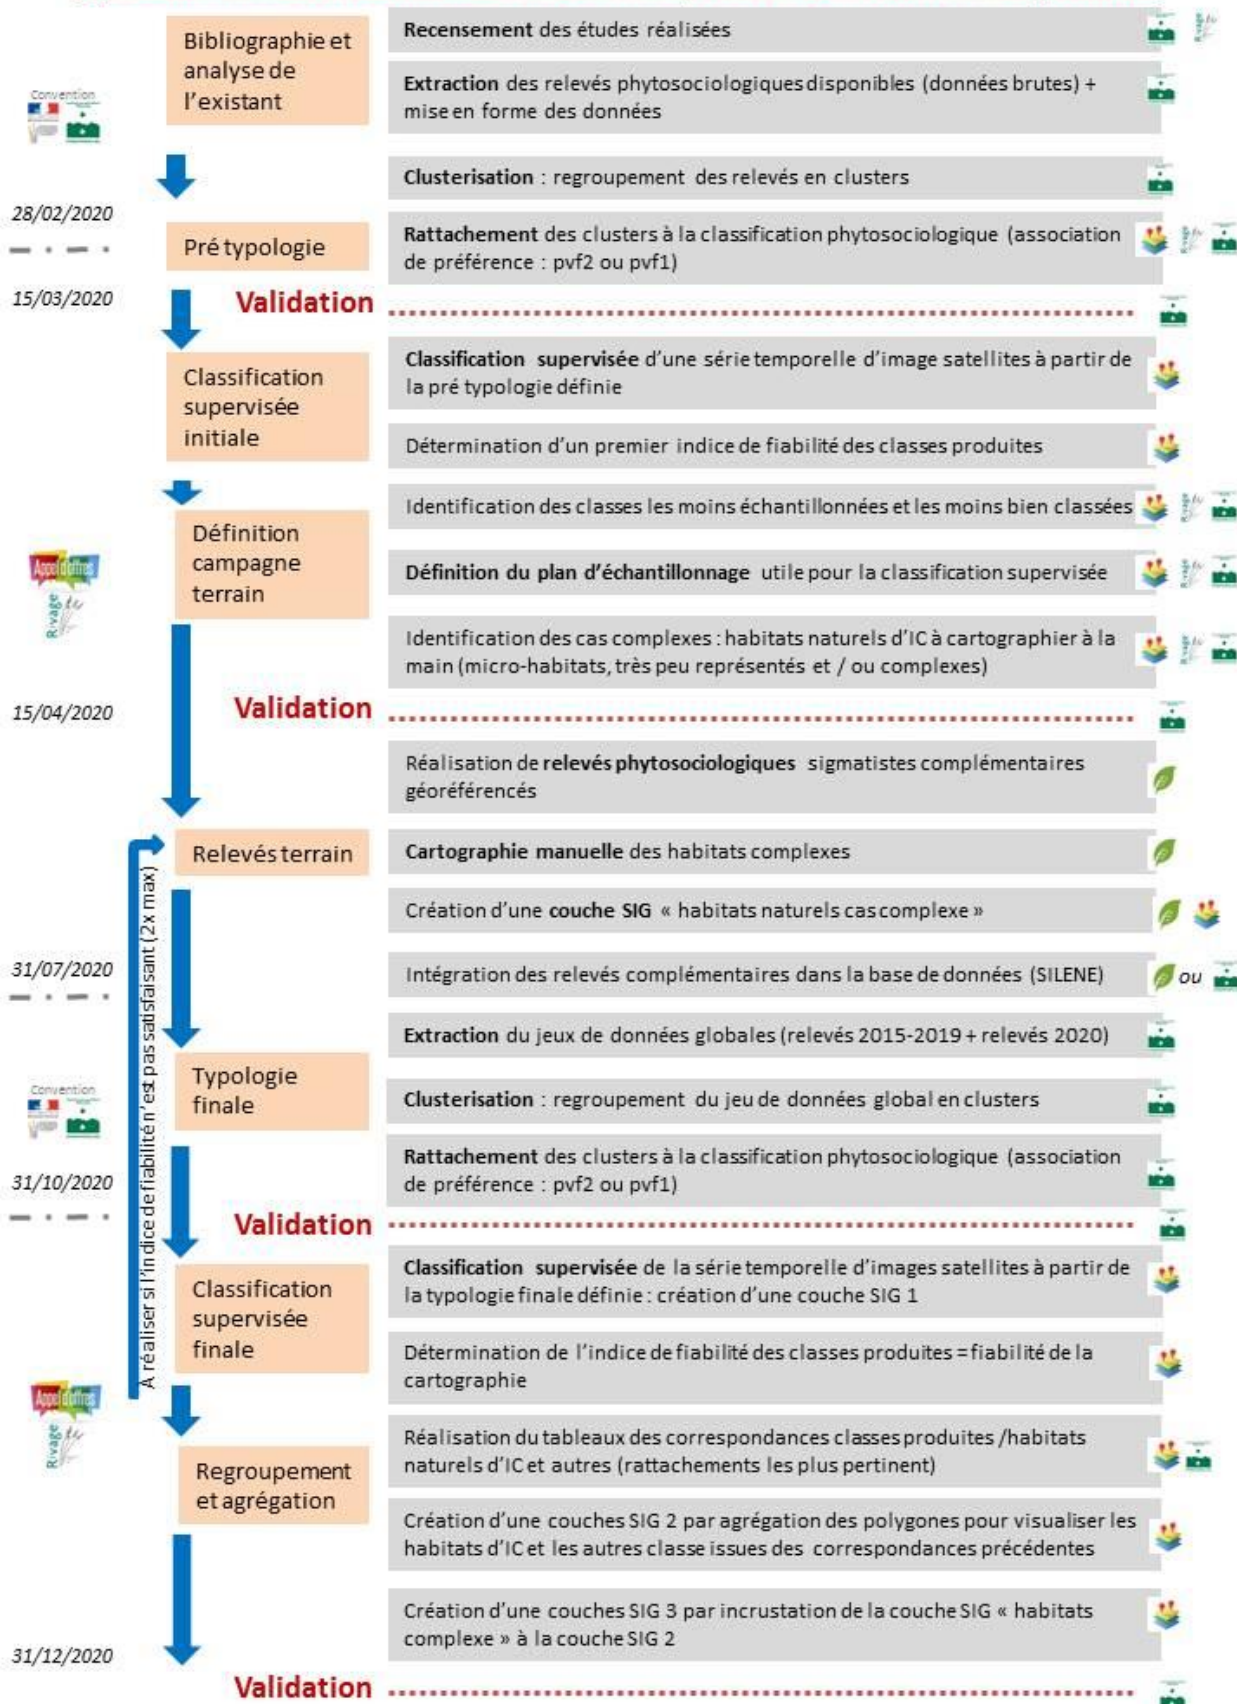 Bibliographie et
analyse de
l'existant
Recensement des études réalisées
Extraction des relevés phytosociologiques disponibles (données brutes) +
mise en forme des données
Convention
Clusterisation : regroupement des relevés en clusters
28/02/2020
Pré typologie
Rattachement des clusters à la classification phytosociologique (association
de préférence : pvf2 ou pvf1)
15/03/2020
Validation
Classification
supervisée
initiale
Classification supervisée d'une série temporelle d'image satellites à partir de
la pré typologie définie
Détermination d'un premier indice de fiabilité des classes produites
Définition
campagne
terrain
Identification des classes les moins échantillonnées et les moins bien classées
Appel d'offres
Rivage
Définition du plan d'échantillonnage utile pour la classification supervisée
Identification des cas complexes : habitats naturels d'IC à cartographier à la
main (micro-habitats, très peu représentés et / ou complexes)
15/04/2020
Validation
Réalisation de relevés phytosociologiques sigmatistes complémentaires
géoréférencés
Relevés terrain
Cartographie manuelle des habitats complexes
Création d'une couche SIG « habitats naturels cas complexe »
A réaliser si l'indice de fiabilité n'est pas satisfaisant (2x max)
31/07/2020
Intégration des relevés complémentaires dans la base de données (SILENE)
ou
Typologie
finale
Extraction du jeux de données globales (relevés 2015-2019 + relevés 2020)
Convention
Clusterisation : regroupement du jeu de données global en clusters
Rattachement des clusters à la classification phytosociologique (association
de préférence : pvf2 ou pvf1)
31/10/2020
Validation
Classification
supervisée
finale
Classification supervisée de la série temporelle d'images satellites à partir de
la typologie finale définie : création d'une couche SIG 1
Détermination de l'indice de fiabilité des classes produites = fiabilité de la
cartographie
Appel d'offres
Rivage
Regroupement
et agrégation
Réalisation du tableaux des correspondances classes produites /habitats
naturels d'IC et autres (rattachements les plus pertinent)
Création d'une couches SIG 2 par agrégation des polygones pour visualiser les
habitats d'IC et les autres classe issues des correspondances précédentes
Création d'une couches SIG 3 par incrustation de la couche SIG « habitats
complexe » à la couche SIG 2
31/12/2020
Validation